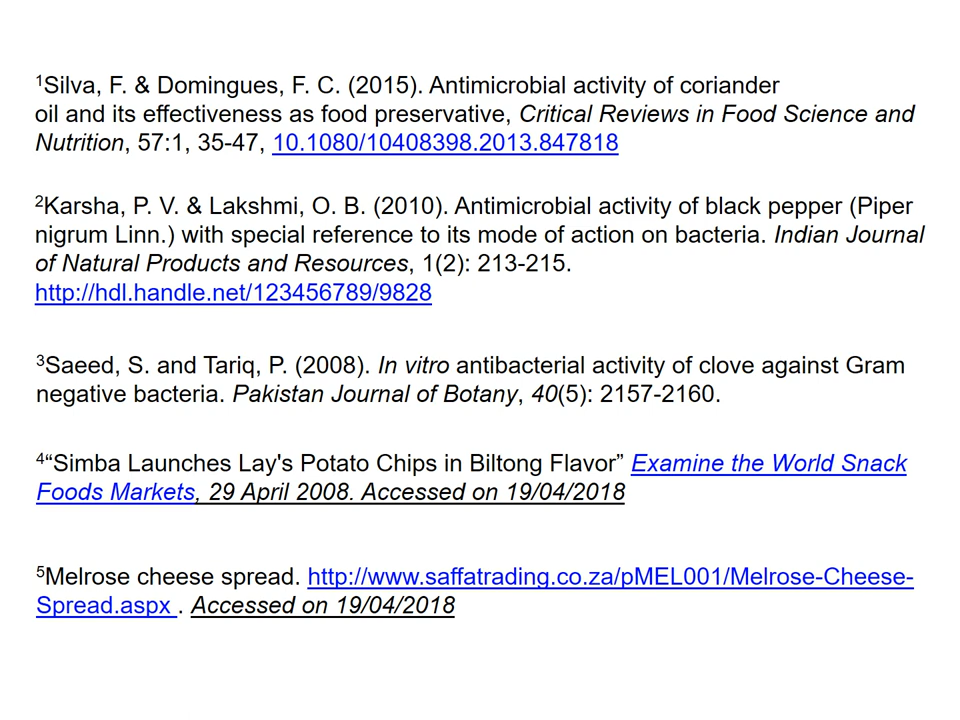 ¹Silva, F. & Domingues, F. C. (2015). Antimicrobial activity of coriander
oil and its effectiveness as food preservative, Critical Reviews in Food Science and
Nutrition, 57:1, 35-47, 10.1080/10408398.2013.847818
²Karsha, P. V. & Lakshmi, O. B. (2010). Antimicrobial activity of black pepper (Piper
nigrum Linn.) with special reference to its mode of action on bacteria. Indian Journal
of Natural Products and Resources, 1(2): 213-215.
http://hdl.handle.net/123456789/9828
³Saeed, S. and Tariq, P. (2008). In vitro antibacterial activity of clove against Gram
negative bacteria. Pakistan Journal of Botany, 40(5): 2157-2160.
⁴“Simba Launches Lay's Potato Chips in Biltong Flavor” Examine the World Snack
Foods Markets, 29 April 2008. Accessed on 19/04/2018
⁵Melrose cheese spread. http://www.saffatrading.co.za/pMEL001/Melrose-Cheese-
Spread.aspx . Accessed on 19/04/2018